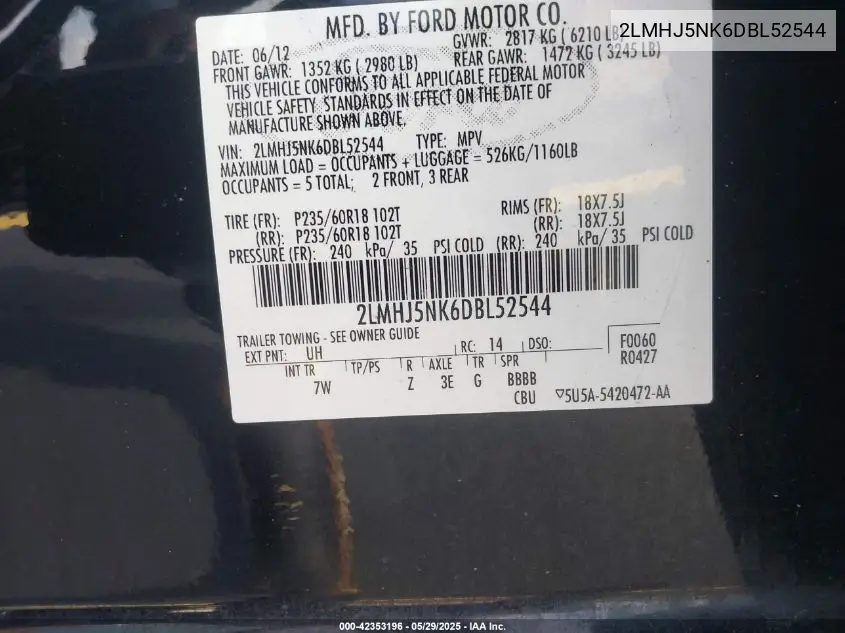 MFD. BY FORD MOTOR CO.
2LMHJ5NK6DBL52544
DATE: 06/12 GVWR: 2817 KG ( 6210 LB
FRONT GAWR: 1352 KG ( 2980 LB) REAR GAWR: 1472 KG ( 3245 LB)
THIS VEHICLE CONFORMS TO ALL APPLICABLE FEDERAL MOTOR
VEHICLE SAFETY STANDARDS IN EFFECT ON THE DATE OF
MANUFACTURE SHOWN ABOVE.
VIN: 2LMHJ5NK6DBL52544 TYPE: MPV
MAXIMUM LOAD = OCCUPANTS + LUGGAGE = 526KG/1160LB
OCCUPANTS = 5 TOTAL; 2 FRONT, 3 REAR
TIRE (FR): P235/60R18 102T RIMS (FR): 18X7.5J
(RR): P235/60R18 102T (RR): 18X7.5J
PRESSURE (FR): 240 kPa/ 35 PSI COLD (RR): 240 kPa/ 35 PSI COLD
2LMHJ5NK6DBL52544
TRAILER TOWING - SEE OWNER GUIDE
EXT PNT: UH RC: 14 DSO: F0060
R0427
INT TR TP/PS R AXLE TR SPR
7W Z 3E G BBBB
CBU ▽5U5A-5420472-AA
000-42353196 - 05/29/2025 - IAA Inc.